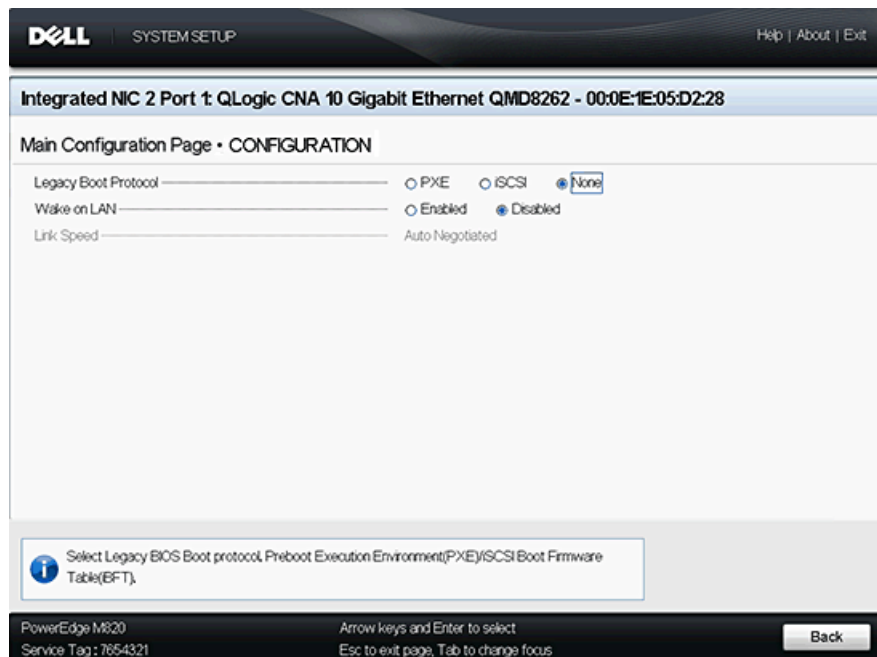 DELL SYSTEM SETUP Help | About | Exit
Integrated NIC 2 Port 1: QLogic CNA 10 Gigabit Ethernet QMD8262 - 00:0E:1E:05:D2:28
Main Configuration Page • CONFIGURATION
Legacy Boot Protocol PXE iSCSI None
Wake on LAN Enabled Disabled
Link Speed Auto Negotiated
Select Legacy BIOS Boot protocol. Preboot Execution Environment(PXE)/iSCSI Boot Firmware
Table(iBFT).
PowerEdge M820 Arrow keys and Enter to select
Service Tag : 7654321 Esc to exit page, Tab to change focus
Back